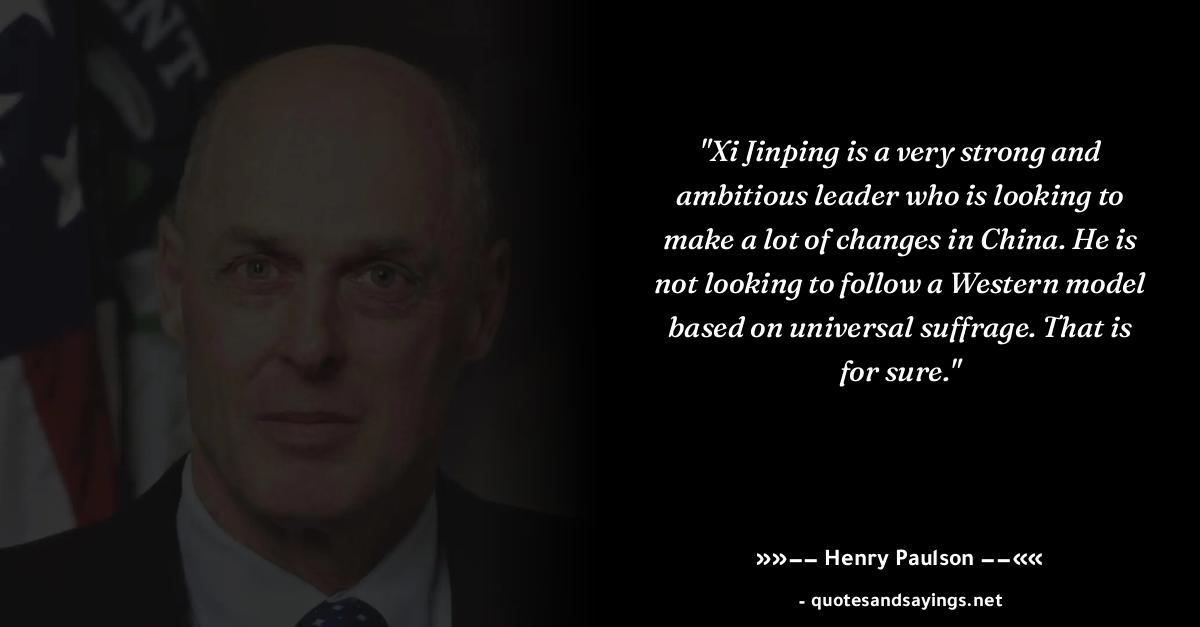 NT
"Xi Jinping is a very strong and
ambitious leader who is looking to
make a lot of changes in China. He is
not looking to follow a Western model
based on universal suffrage. That is
for sure."
»»−− Henry Paulson −−««
- quotesandsayings.net